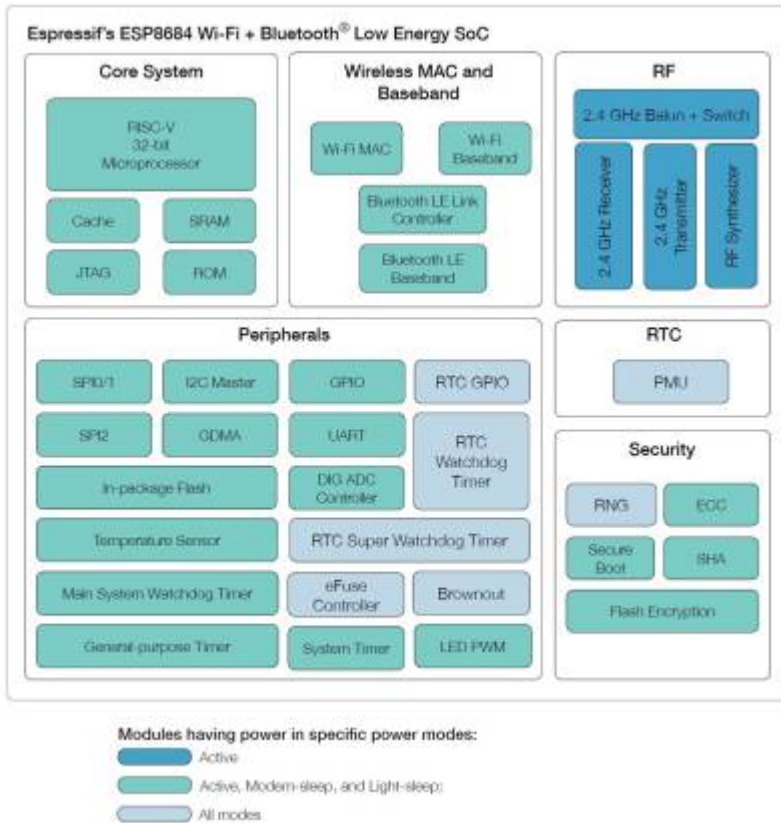 Espressif's ESP8684 Wi-Fi + Bluetooth® Low Energy SoC
Core System
RISC-V
32-bit
Microprocessor
Cache
SRAM
JTAG
ROM
Wireless MAC and
Baseband
Wi-Fi MAC
Wi-Fi
Baseband
Bluetooth LE Link
Controller
Bluetooth LE
Baseband
RF
2.4 GHz Balun + Switch
2.4 GHz Receiver
2.4 GHz
Transmitter
RF Synthesizer
Peripherals
SPI0/1
I2C Master
GPIO
RTC GPIO
SPI2
GDMA
UART
RTC
Watchdog
Timer
In-package Flash
DIG ADC
Controller
Temperature Sensor
RTC Super Watchdog Timer
Main System Watchdog Timer
eFuse
Controller
Brownout
General-purpose Timer
System Timer
LED PWM
RTC
PMU
Security
RNG
ECC
Secure
Boot
SHA
Flash Encryption
Modules having power in specific power modes:
Active
Active, Modem-sleep, and Light-sleep;
All modes